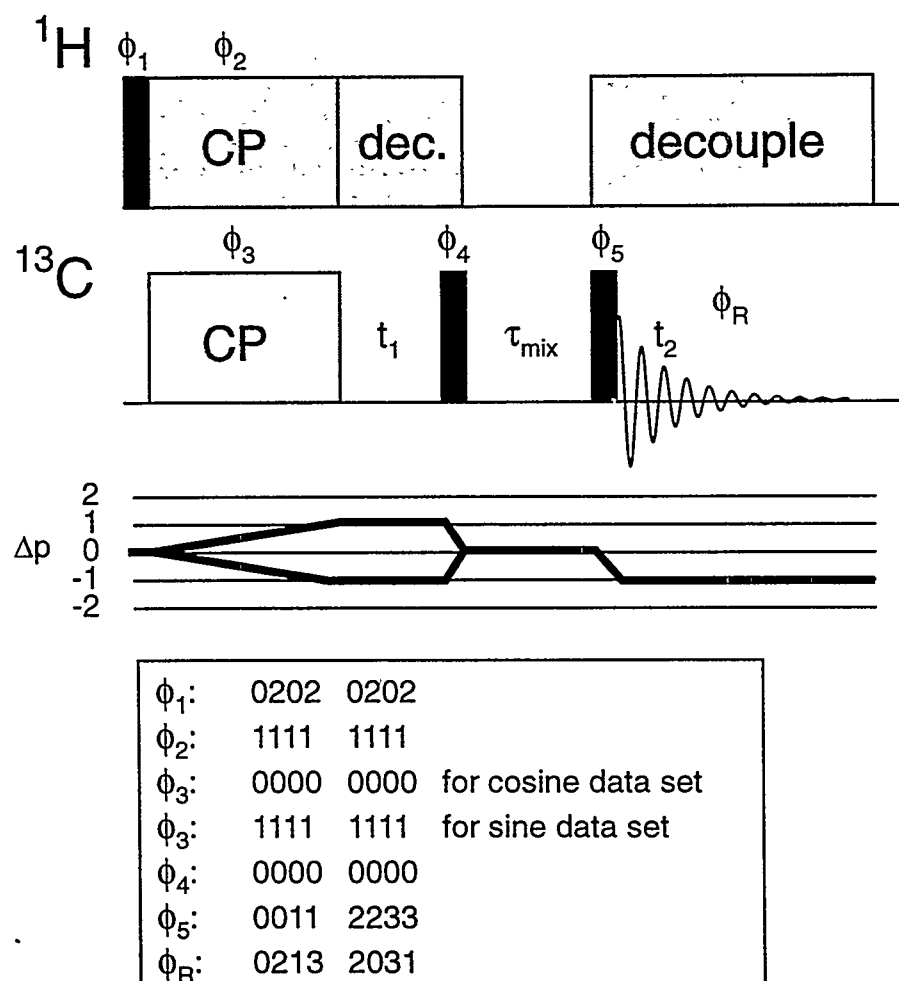 ¹H ϕ₁ ϕ₂
CP dec. decouple
¹³C ϕ₃ ϕ₄ ϕ₅
CP t₁ τmix t₂ ϕR
2
1
Δp 0
-1
-2
ϕ₁: 0202 0202
ϕ₂: 1111 1111
ϕ₃: 0000 0000 for cosine data set
ϕ₃: 1111 1111 for sine data set
ϕ₄: 0000 0000
ϕ₅: 0011 2233
ϕR: 0213 2031